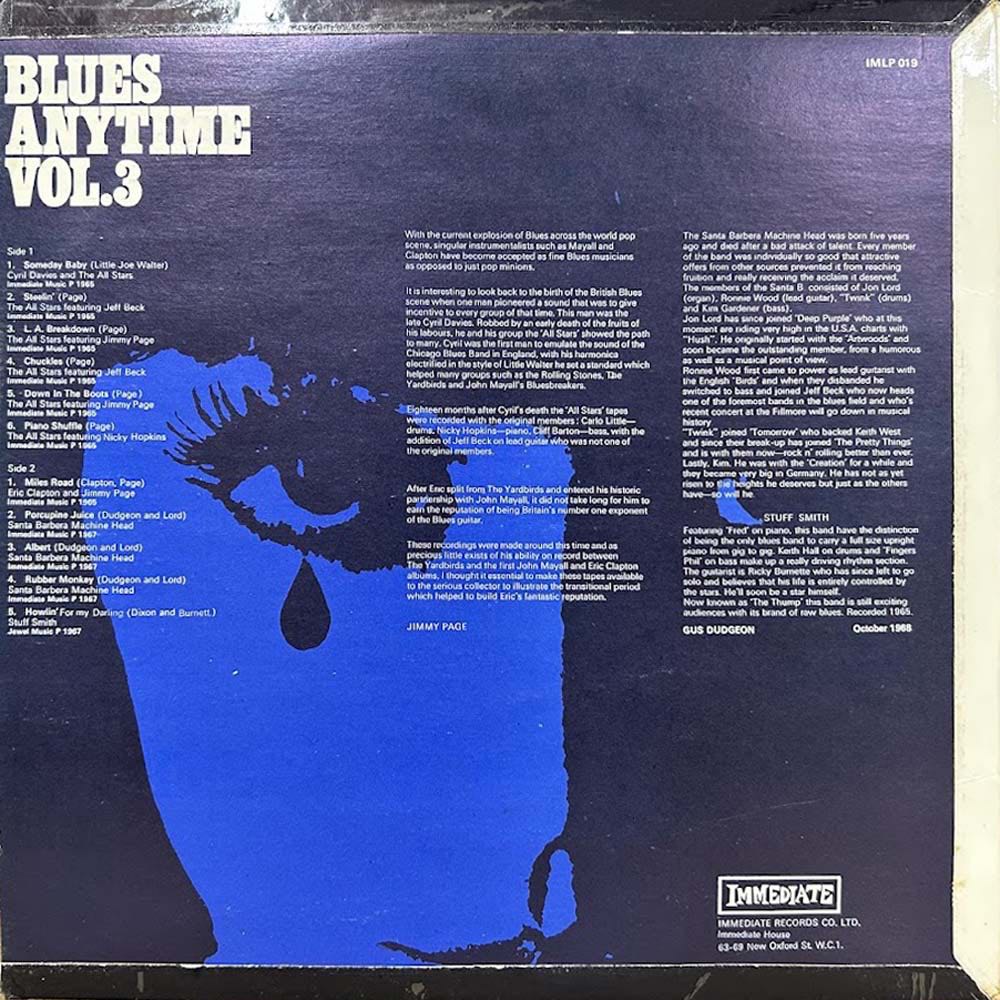 BLUES
ANYTIME
VOL.3
IMLP 019
Side 1
1. Someday Baby (Little Joe Walter)
Cyril Davies and The All Stars
Immediate Music P 1965
2. Steelin' (Page)
The All Stars featuring Jeff Beck
Immediate Music P 1965
3. L.A. Breakdown (Page)
The All Stars featuring Jimmy Page
Immediate Music P 1965
4. Chuckles (Page)
The All Stars featuring Jeff Beck
Immediate Music P 1965
5. Down In The Boots (Page)
The All Stars featuring Jimmy Page
Immediate Music P 1965
6. Piano Shuffle (Page)
The All Stars featuring Nicky Hopkins
Immediate Music P 1965
Side 2
1. Miles Road (Clapton, Page)
Eric Clapton and Jimmy Page
Immediate Music P 1965
2. Porcupine Juice (Dudgeon and Lord)
Santa Barbera Machine Head
Immediate Music P 1967
3. Albert (Dudgeon and Lord)
Santa Barbera Machine Head
Immediate Music P 1967
4. Rubber Monkey (Dudgeon and Lord)
Santa Barbera Machine Head
Immediate Music P 1967
5. Howlin' For my Darling (Dixon and Burnett.)
Stuff Smith
Jewel Music P 1967
With the current explosion of Blues across the world pop
scene, singular instrumentalists such as Mayall and
Clapton have become accepted as fine Blues musicians
as opposed to just pop minions.
It is interesting to look back to the birth of the British Blues
scene when one man pioneered a sound that was to give
incentive to every group of that time. This man was the
late Cyril Davies. Robbed by an early death of the fruits of
his labours, he and his group the 'All Stars' showed the path
to many. Cyril was the first man to emulate the sound of the
Chicago Blues Band in England, with his harmonica
electrified in the style of Little Walter he set a standard which
helped many groups such as the Rolling Stones, The
Yardbirds and John Mayall's Bluesbreakers.
Eighteen months after Cyril's death the 'All Stars' tapes
were recorded with the original members : Carlo Little—
drums, Nicky Hopkins—piano, Cliff Barton—bass, with the
addition of Jeff Beck on lead guitar who was not one of
the original members.
After Eric split from The Yardbirds and entered his historic
partnership with John Mayall, it did not take long for him to
earn the reputation of being Britain's number one exponent
of the Blues guitar.
These recordings were made around this time and as
precious little exists of his ability on record between
The Yardbirds and the first John Mayall and Eric Clapton
albums, I thought it essential to make these tapes available
to the serious collector to illustrate the transitional period
which helped to build Eric's fantastic reputation.
JIMMY PAGE
The Santa Barbera Machine Head was born five years
ago and died after a bad attack of talent. Every member
of the band was individually so good that attractive
offers from other sources prevented it from reaching
fruition and really receiving the acclaim it deserved.
The members of the Santa B consisted of Jon Lord
(organ), Ronnie Wood (lead guitar), "Twink" (drums)
and Kim Gardener (bass).
Jon Lord has since joined 'Deep Purple' who at this
moment are riding very high in the U.S.A. charts with
"Hush". He originally started with the 'Artwoods' and
soon became the outstanding member, from a humorous
as well as a musical point of view.
Ronnie Wood first came to power as lead guitarist with
the English 'Birds' and when they disbanded he
switched to bass and joined Jeff Beck who now heads
one of the foremost bands in the blues field and who's
recent concert at the Fillmore will go down in musical
history
"Twink" joined 'Tomorrow' who backed Keith West
and since their break-up has joined 'The Pretty Things'
and is with them now—rock n' rolling better than ever.
Lastly, Kim. He was with the 'Creation' for a while and
they became very big in Germany. He has not as yet
risen to the heights he deserves but just as the others
have—so will he.
STUFF SMITH
Featuring 'Fred' on piano, this band have the distinction
of being the only blues band to carry a full size upright
piano from gig to gig. Keith Hall on drums and "Fingers
Phil" on bass make up a really driving rhythm section.
The guitarist is Ricky Burnette who has since left to go
solo and believes that his life is entirely controlled by
the stars. He'll soon be a star himself.
Now known as 'The Thump' this band is still exciting
audiences with its brand of raw blues. Recorded 1965.
GUS DUDGEON October 1968
IMMEDIATE
IMMEDIATE RECORDS CO. LTD.
Immediate House
63-69 New Oxford St. W.C.1.